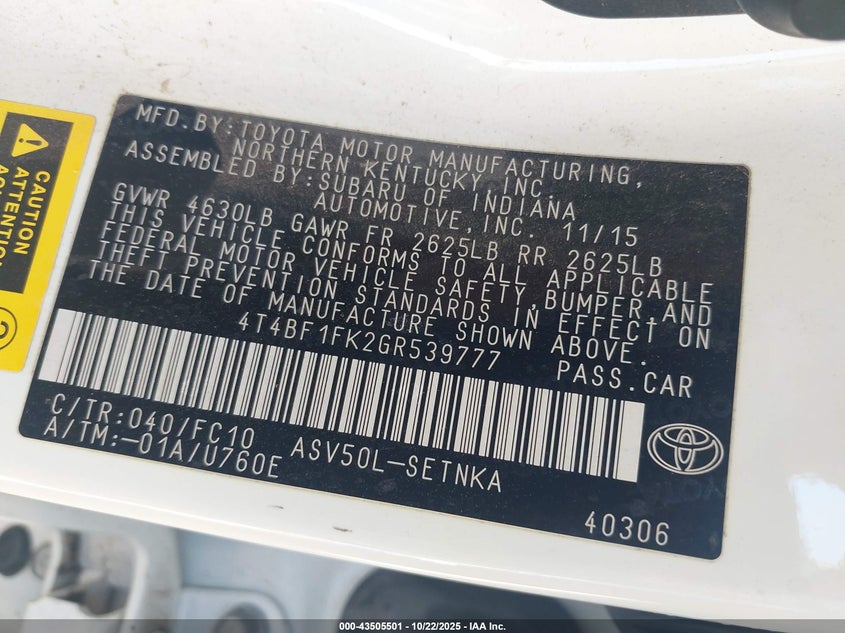 MFD.BY:TOYOTA MOTOR MANUFACTURING,
NORTHERN KENTUCKY,INC.
ASSEMBLED BY:SUBARU OF INDIANA
AUTOMOTIVE,INC. 11/15
GVWR 4630LB GAWR FR 2625LB RR 2625LB
THIS VEHICLE CONFORMS TO ALL APPLICABLE
FEDERAL MOTOR VEHICLE SAFETY,BUMPER,AND
THEFT PREVENTION STANDARDS IN EFFECT ON
THE DATE OF MANUFACTURE SHOWN ABOVE.
4T4BF1FK2GR539777
PASS.CAR
C/TR:040/FC10
A/TM:-01A/U760E
ASV50L-SETNKA
40306
CAUTION
000-43505501 | 10/22/2025 | IAA Inc.